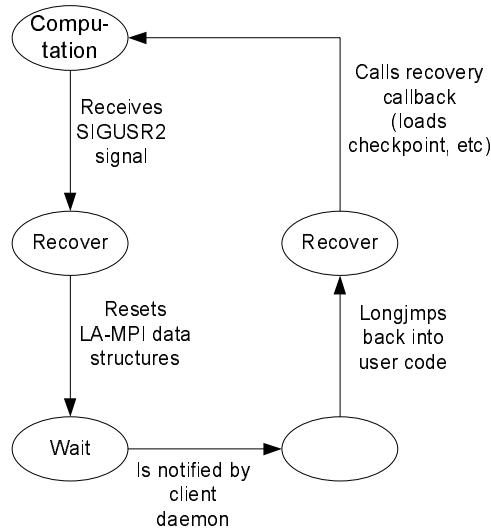 Compu-
tation
Receives
SIGUSR2
signal
Calls recovery
callback
(loads
checkpoint, etc)
Recover
Recover
Resets
LA-MPI data
structures
Longjmps
back into
user code
Wait
Is notified by
client
daemon